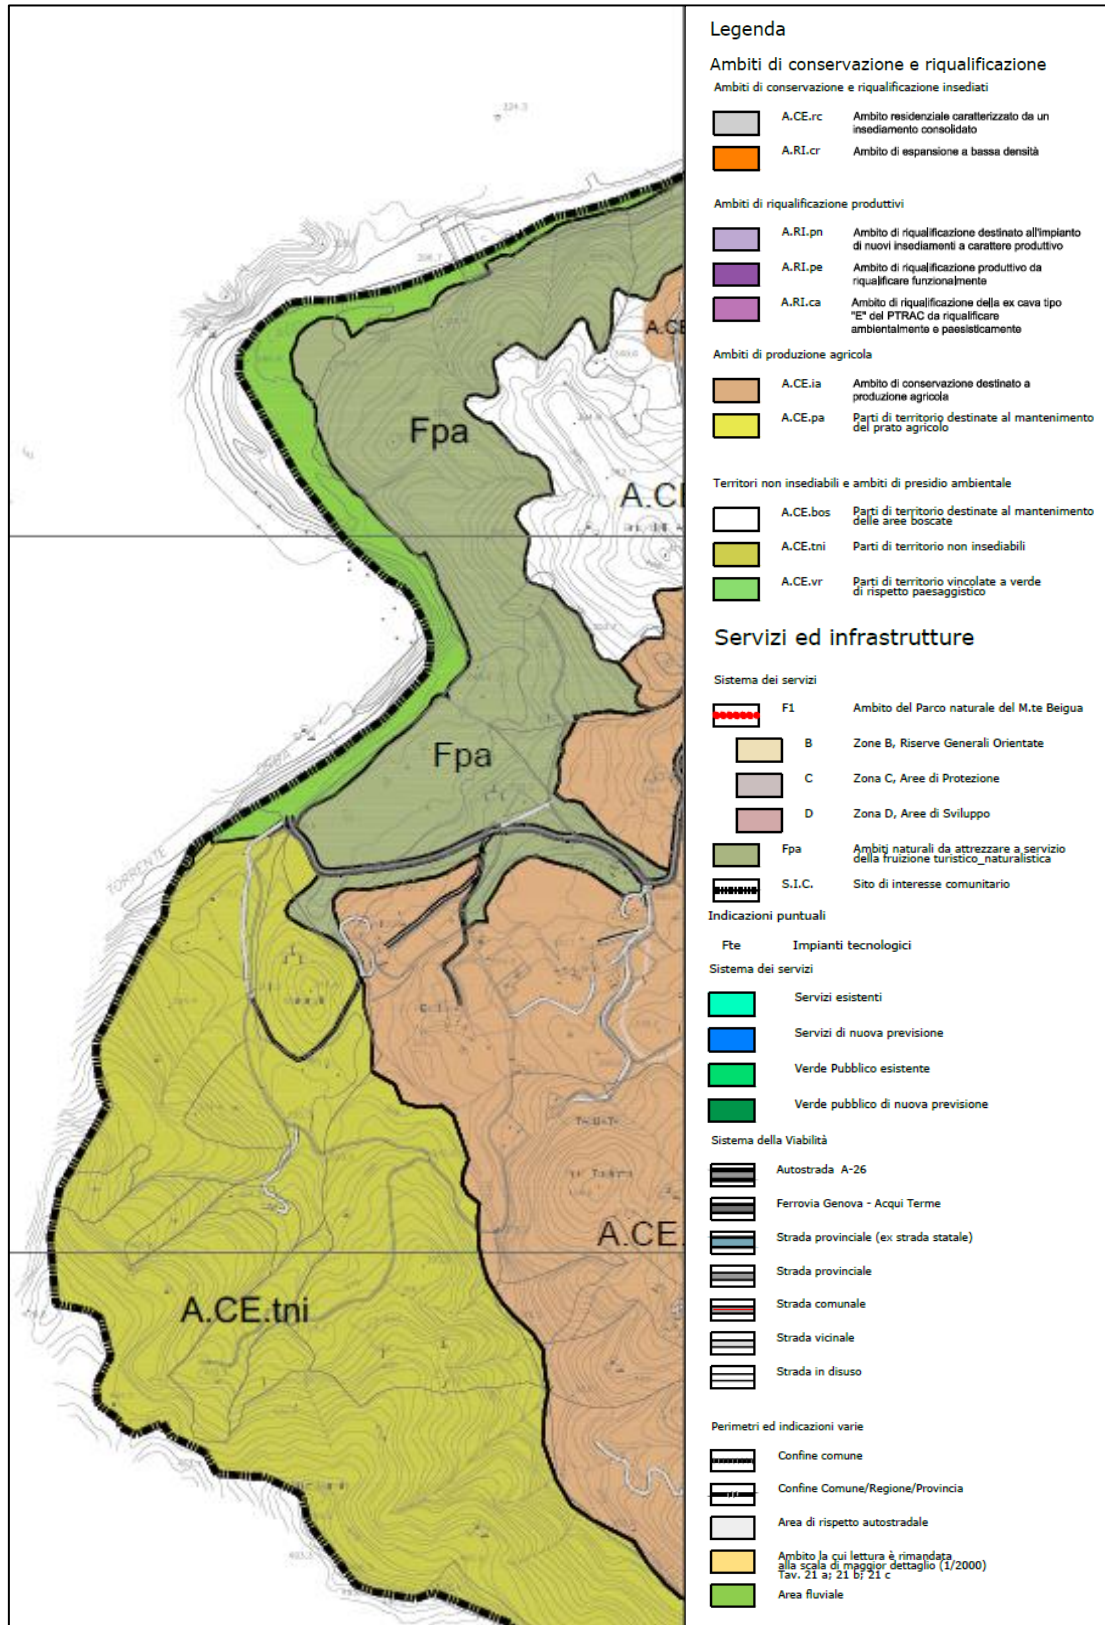 224.3
Fpa
A.CE
A.CE
Fpa
TORRENTE
ORBA
A.CE.
A.CE.tni
Legenda
Ambiti di conservazione e riqualificazione
Ambiti di conservazione e riqualificazione insediati
A.CE.rc Ambito residenziale caratterizzato da un
insediamento consolidato
A.RI.cr Ambito di espansione a bassa densità
Ambiti di riqualificazione produttivi
A.RI.pn Ambito di riqualificazione destinato all'impianto
di nuovi insediamenti a carattere produttivo
A.RI.pe Ambito di riqualificazione produttivo da
riqualificare funzionalmente
A.RI.ca Ambito di riqualificazione della ex cava tipo
"E" del PTRAC da riqualificare
ambientalmente e paesisticamente
Ambiti di produzione agricola
A.CE.ia Ambito di conservazione destinato a
produzione agricola
A.CE.pa Parti di territorio destinate al mantenimento
del prato agricolo
Territori non insediabili e ambiti di presidio ambientale
A.CE.bos Parti di territorio destinate al mantenimento
delle aree boscate
A.CE.tni Parti di territorio non insediabili
A.CE.vr Parti di territorio vincolate a verde
di rispetto paesaggistico
Servizi ed infrastrutture
Sistema dei servizi
F1 Ambito del Parco naturale del M.te Beigua
B Zone B, Riserve Generali Orientate
C Zona C, Aree di Protezione
D Zona D, Aree di Sviluppo
Fpa Ambiti naturali da attrezzare a servizio
della fruizione turistico_naturalistica
S.I.C. Sito di interesse comunitario
Indicazioni puntuali
Fte Impianti tecnologici
Sistema dei servizi
Servizi esistenti
Servizi di nuova previsione
Verde Pubblico esistente
Verde pubblico di nuova previsione
Sistema della Viabilità
Autostrada A-26
Ferrovia Genova - Acqui Terme
Strada provinciale (ex strada statale)
Strada provinciale
Strada comunale
Strada vicinale
Strada in disuso
Perimetri ed indicazioni varie
Confine comune
Confine Comune/Regione/Provincia
Area di rispetto autostradale
Ambito la cui lettura è rimandata
alla scala di maggior dettaglio (1/2000)
Tav. 21 a; 21 b; 21 c
Area fluviale